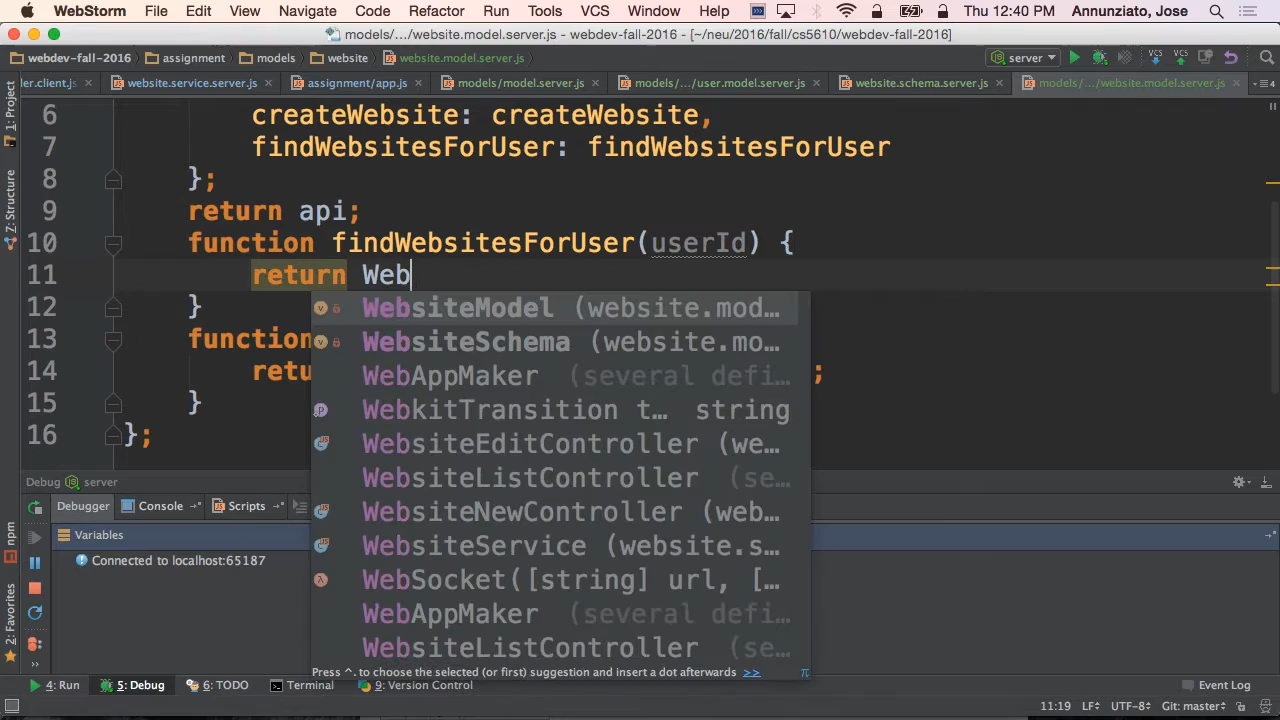 WebStorm File Edit View Navigate Code Refactor Run Tools VCS Window Help Thu 12:40 PM Annunziato, Jose
models/.../website.model.server.js - webdev-fall-2016 - [~/neu/2016/fall/cs5610/webdev-fall-2016]
webdev-fall-2016 assignment models website website.model.server.js server VCS VCS
ler.client.js website.service.server.js assignment/app.js models/model.server.js models/.../user.model.server.js website.schema.server.js models/.../website.model.server.js 4
1: Project
Z: Structure
npm
2: Favorites
6 createWebsite: createWebsite,
7 findWebsitesForUser: findWebsitesForUser
8 };
9 return api;
10 function findWebsitesForUser(userId) {
11 return Web
12 }
13 function
14 retu ;
15 }
16 };
WebsiteModel (website.mod…
WebsiteSchema (website.mo…
WebAppMaker (several defi…
WebkitTransition t… string
WebsiteEditController (we…
WebsiteListController (se…
WebsiteNewController (web…
WebsiteService (website.s…
WebSocket([string] url, […
WebAppMaker (several defi…
WebsiteListController (se…
Press ^. to choose the selected (or first) suggestion and insert a dot afterwards >> π
Debug server
Debugger Console Scripts
Variables
Connected to localhost:65187
4: Run 5: Debug 6: TODO Terminal 9: Version Control Event Log
11:19 LF÷ UTF-8÷ Git: master÷